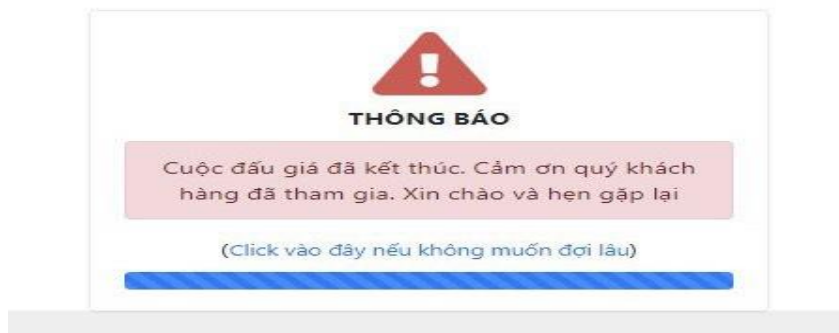 THÔNG BÁO
Cuộc đấu giá đã kết thúc. Cảm ơn quý khách
hàng đã tham gia. Xin chào và hẹn gặp lại
(Click vào đây nếu không muốn đợi lâu)